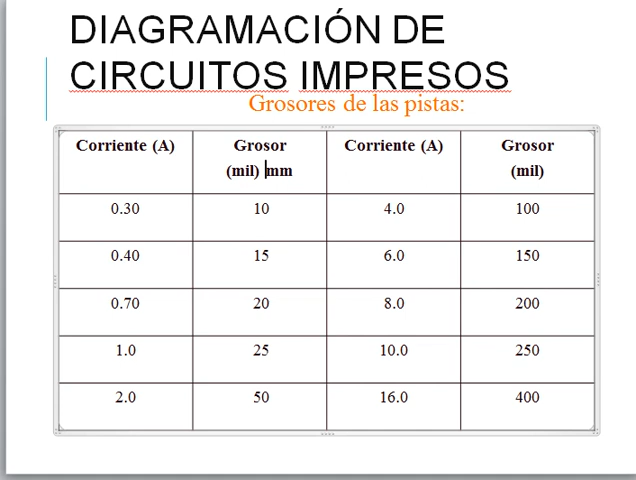 DIAGRAMACIÓN DE
CIRCUITOS IMPRESOS
Grosores de las pistas:
Corriente (A) Grosor (mil) mm Corriente (A) Grosor (mil)
0.30 10 4.0 100
0.40 15 6.0 150
0.70 20 8.0 200
1.0 25 10.0 250
2.0 50 16.0 400